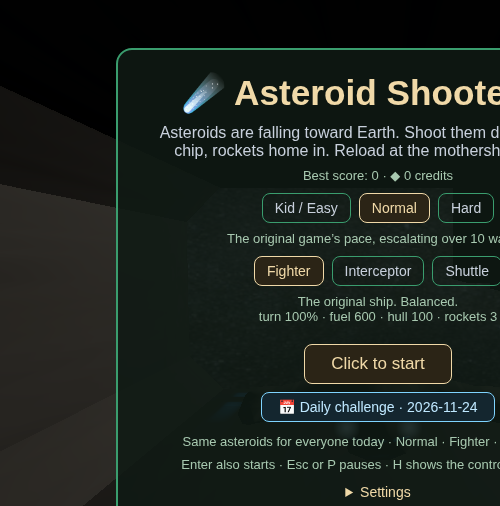 Asteroid Shoote
Asteroids are falling toward Earth. Shoot them d
chip, rockets home in. Reload at the mothersh
Best score: 0 · ◆ 0 credits
Kid / Easy Normal Hard
The original game's pace, escalating over 10 wa
Fighter Interceptor Shuttle
The original ship. Balanced.
turn 100% · fuel 600 · hull 100 · rockets 3
Click to start
📅 Daily challenge · 2026-11-24
Same asteroids for everyone today · Normal · Fighter ·
Enter also starts · Esc or P pauses · H shows the contro
▶ Settings